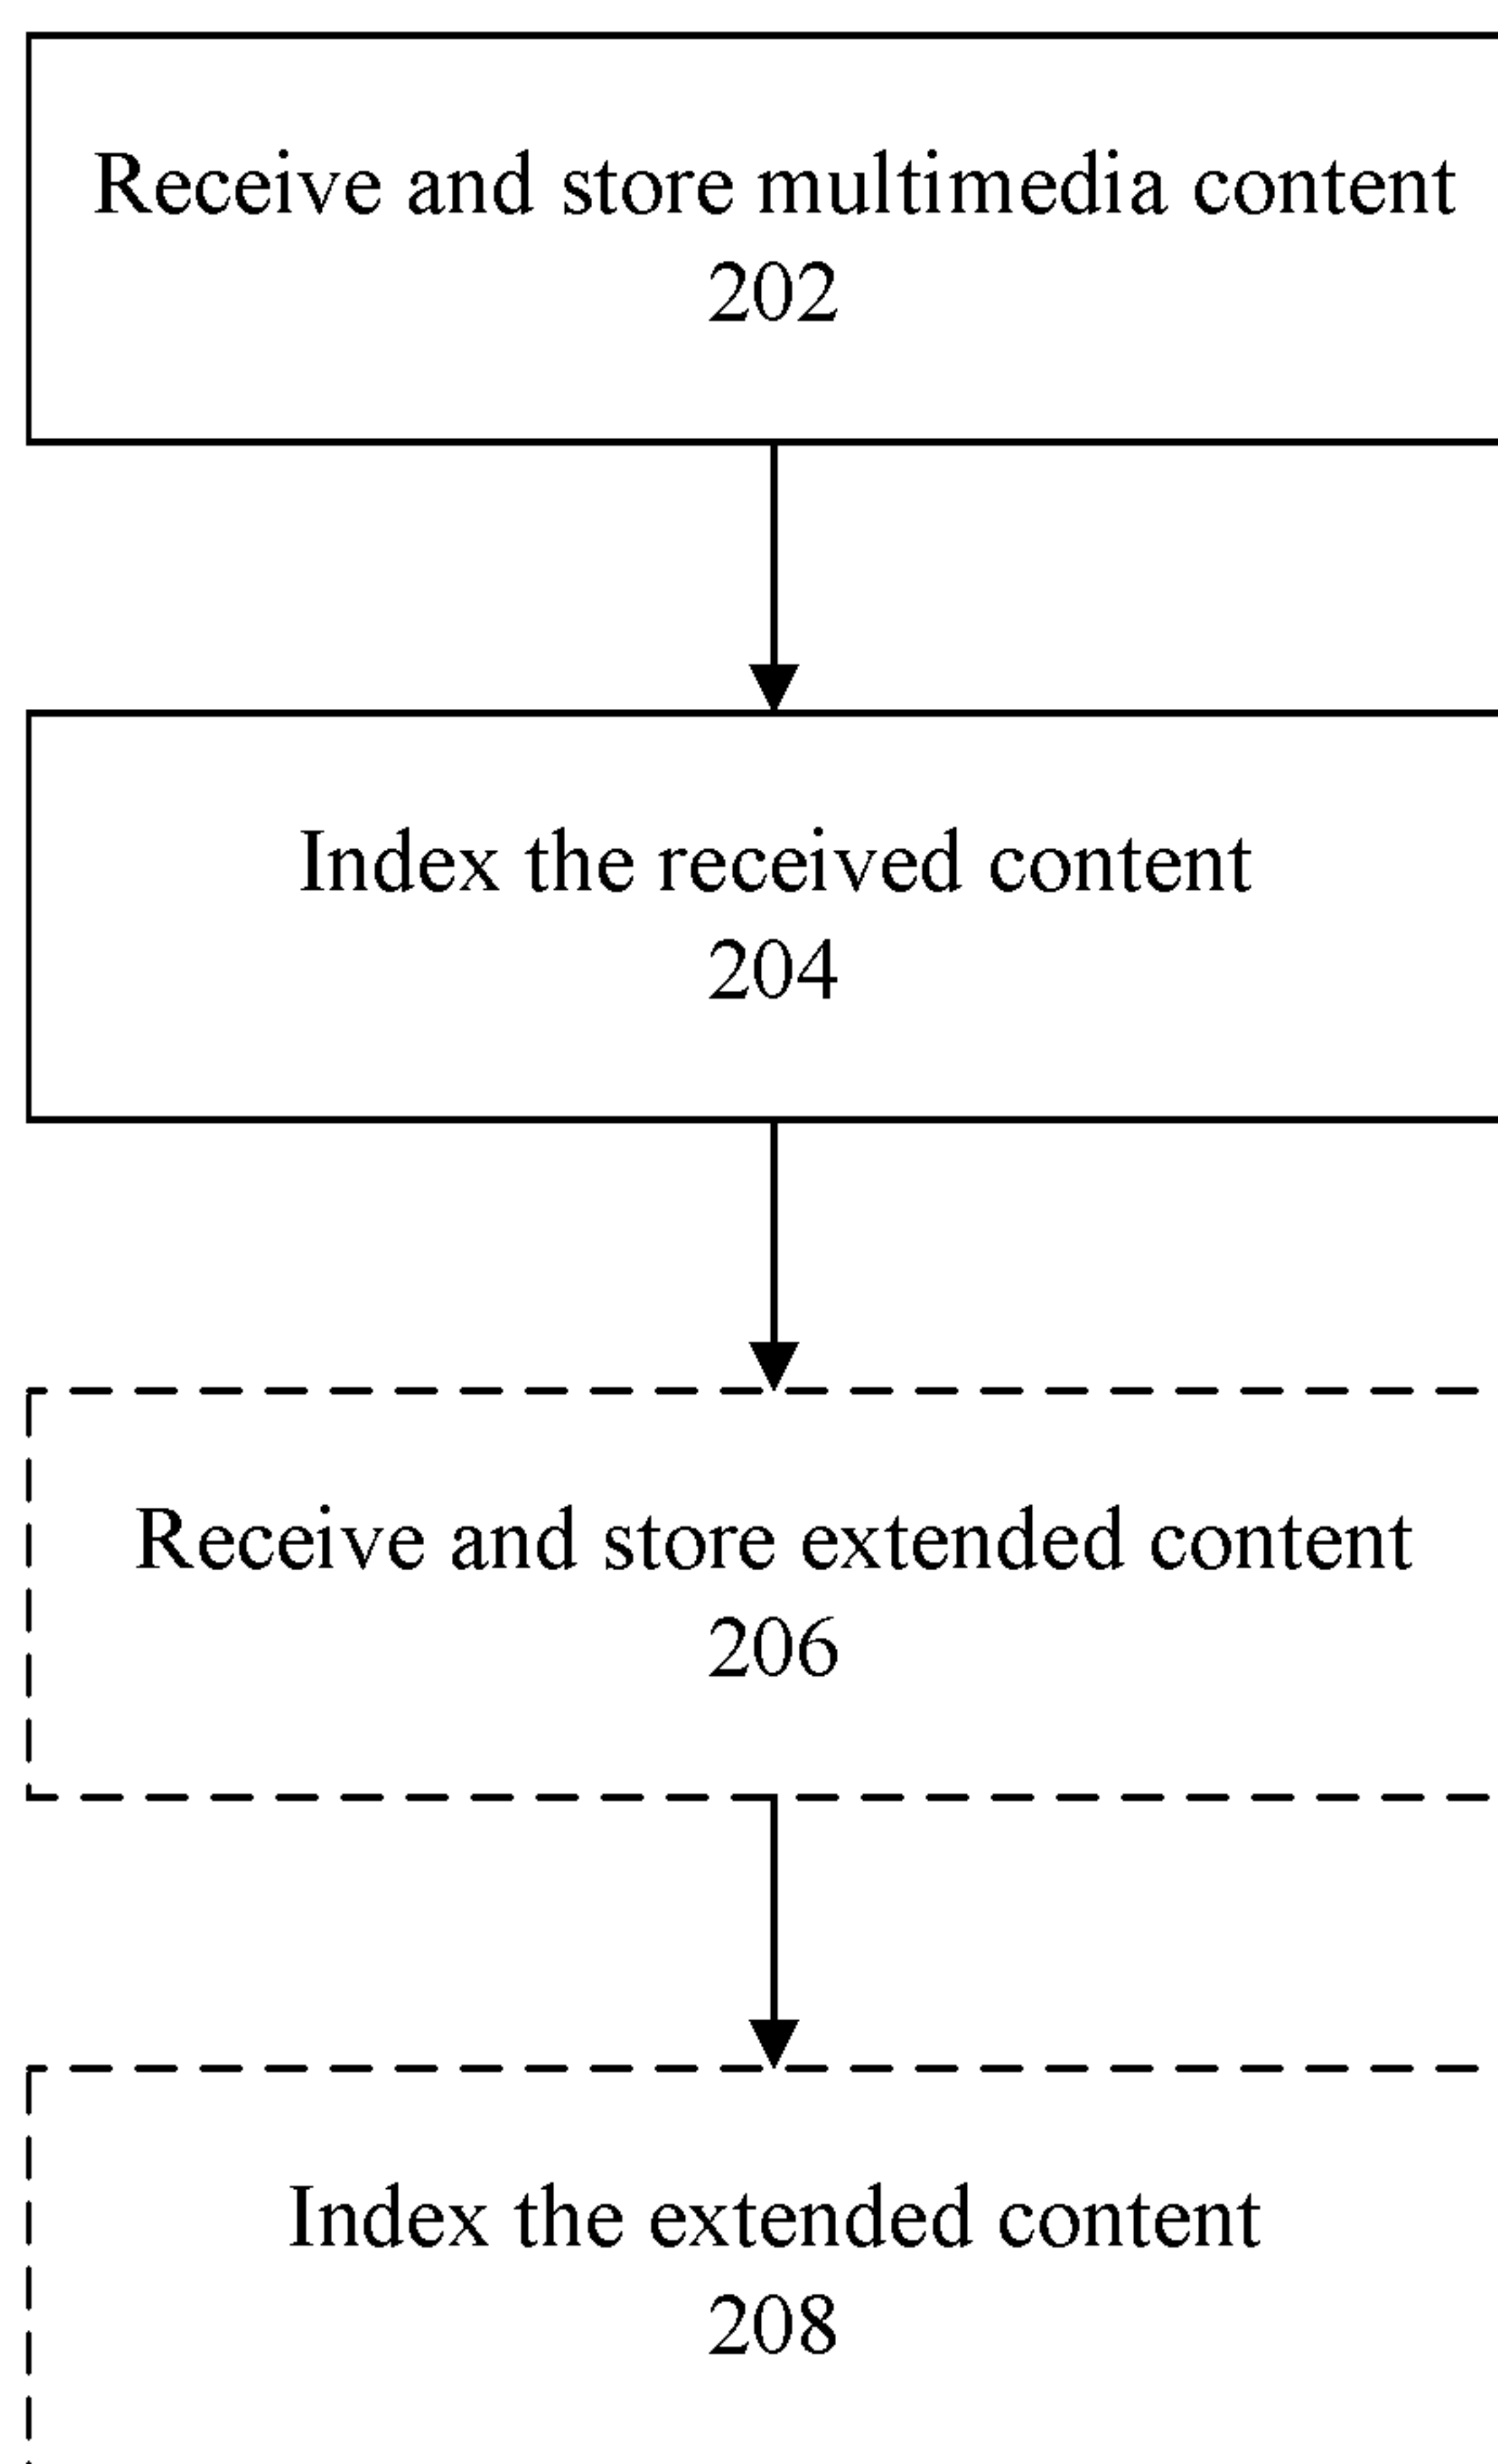 Receive and store multimedia content
202
Index the received content
204
Receive and store extended content
206
Index the extended content
208